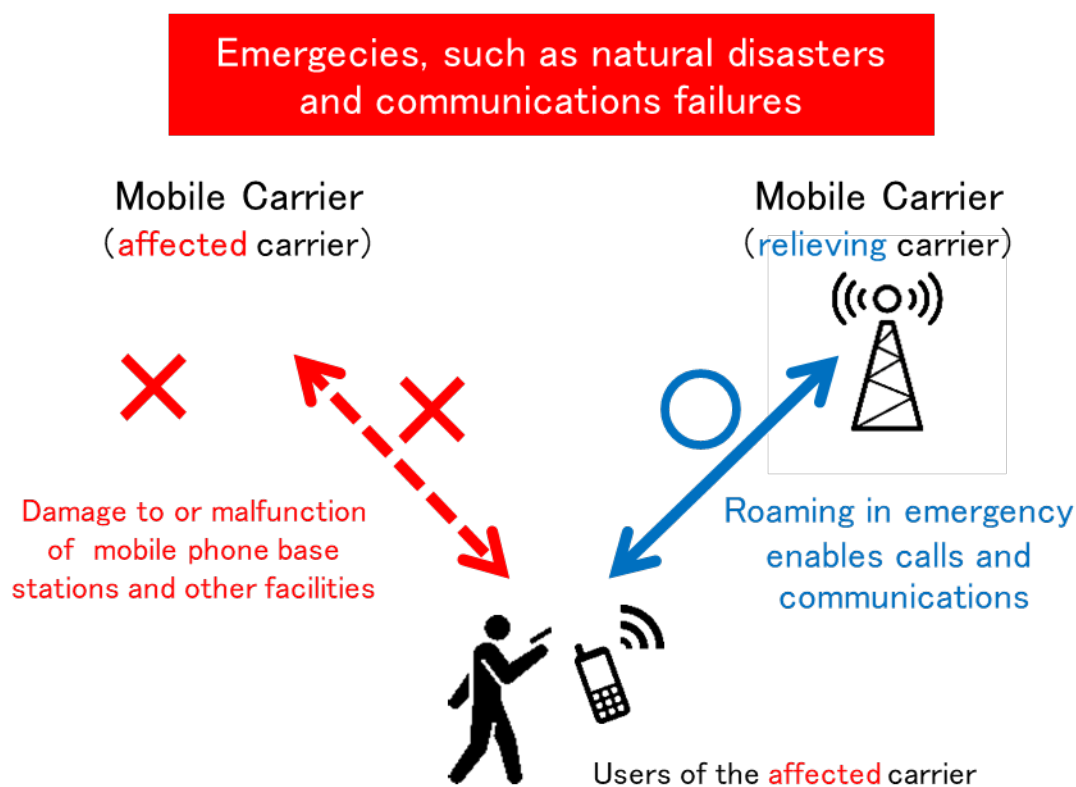 Emergecies, such as natural disasters
and communications failures
Mobile Carrier
(affected carrier)
Mobile Carrier
(relieving carrier)
Damage to or malfunction
of mobile phone base
stations and other facilities
Roaming in emergency
enables calls and
communications
Users of the affected carrier